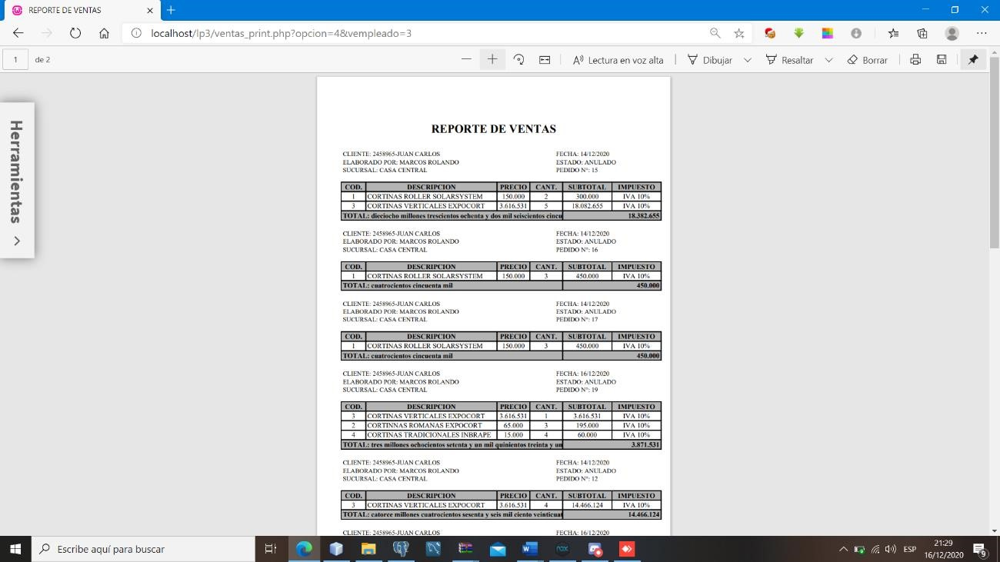 REPORTE DE VENTAS
localhost/lp3/ventas_print.php?opcion=4&vempleado=3
1 de 2 Lectura en voz alta Dibujar Resaltar Borrar
Herramientas
REPORTE DE VENTAS
CLIENTE: 2458965-JUAN CARLOS FECHA: 14/12/2020
ELABORADO POR: MARCOS ROLANDO ESTADO: ANULADO
SUCURSAL: CASA CENTRAL PEDIDO N°: 15
COD. DESCRIPCION PRECIO CANT. SUBTOTAL IMPUESTO
1 CORTINAS ROLLER SOLARSYSTEM 150.000 2 300.000 IVA 10%
3 CORTINAS VERTICALES EXPOCORT 3.616.531 5 18.082.655 IVA 10%
TOTAL: dieciocho millones trescientos ochenta y dos mil seiscientos cincu 18.382.655
CLIENTE: 2458965-JUAN CARLOS FECHA: 14/12/2020
ELABORADO POR: MARCOS ROLANDO ESTADO: ANULADO
SUCURSAL: CASA CENTRAL PEDIDO N°: 16
COD. DESCRIPCION PRECIO CANT. SUBTOTAL IMPUESTO
1 CORTINAS ROLLER SOLARSYSTEM 150.000 3 450.000 IVA 10%
TOTAL: cuatrocientos cincuenta mil 450.000
CLIENTE: 2458965-JUAN CARLOS FECHA: 14/12/2020
ELABORADO POR: MARCOS ROLANDO ESTADO: ANULADO
SUCURSAL: CASA CENTRAL PEDIDO N°: 17
COD. DESCRIPCION PRECIO CANT. SUBTOTAL IMPUESTO
1 CORTINAS ROLLER SOLARSYSTEM 150.000 3 450.000 IVA 10%
TOTAL: cuatrocientos cincuenta mil 450.000
CLIENTE: 2458965-JUAN CARLOS FECHA: 16/12/2020
ELABORADO POR: MARCOS ROLANDO ESTADO: ANULADO
SUCURSAL: CASA CENTRAL PEDIDO N°: 19
COD. DESCRIPCION PRECIO CANT. SUBTOTAL IMPUESTO
3 CORTINAS VERTICALES EXPOCORT 3.616.531 1 3.616.531 IVA 10%
2 CORTINNAS ROMANAS EXPOCORT 65.000 3 195.000 IVA 10%
4 CORTINAS TRADICIONALES INBRAPE 15.000 4 60.000 IVA 10%
TOTAL: tres millones ochocientos setenta y un mil quinientos treinta y un 3.871.531
CLIENTE: 2458965-JUAN CARLOS FECHA: 14/12/2020
ELABORADO POR: MARCOS ROLANDO ESTADO: ANULADO
SUCURSAL: CASA CENTRAL PEDIDO N°: 12
COD. DESCRIPCION PRECIO CANT. SUBTOTAL IMPUESTO
3 CORTINAS VERTICALES EXPOCORT 3.616.531 4 14.466.124 IVA 10%
TOTAL: catorce millones cuatrocientos sesenta y seis mil ciento veinticuat 14.466.124
CLIENTE: 2458965-JUAN CARLOS FECHA: 16/12/2020
Escribe aquí para buscar
ESP
21:29
16/12/2020
9